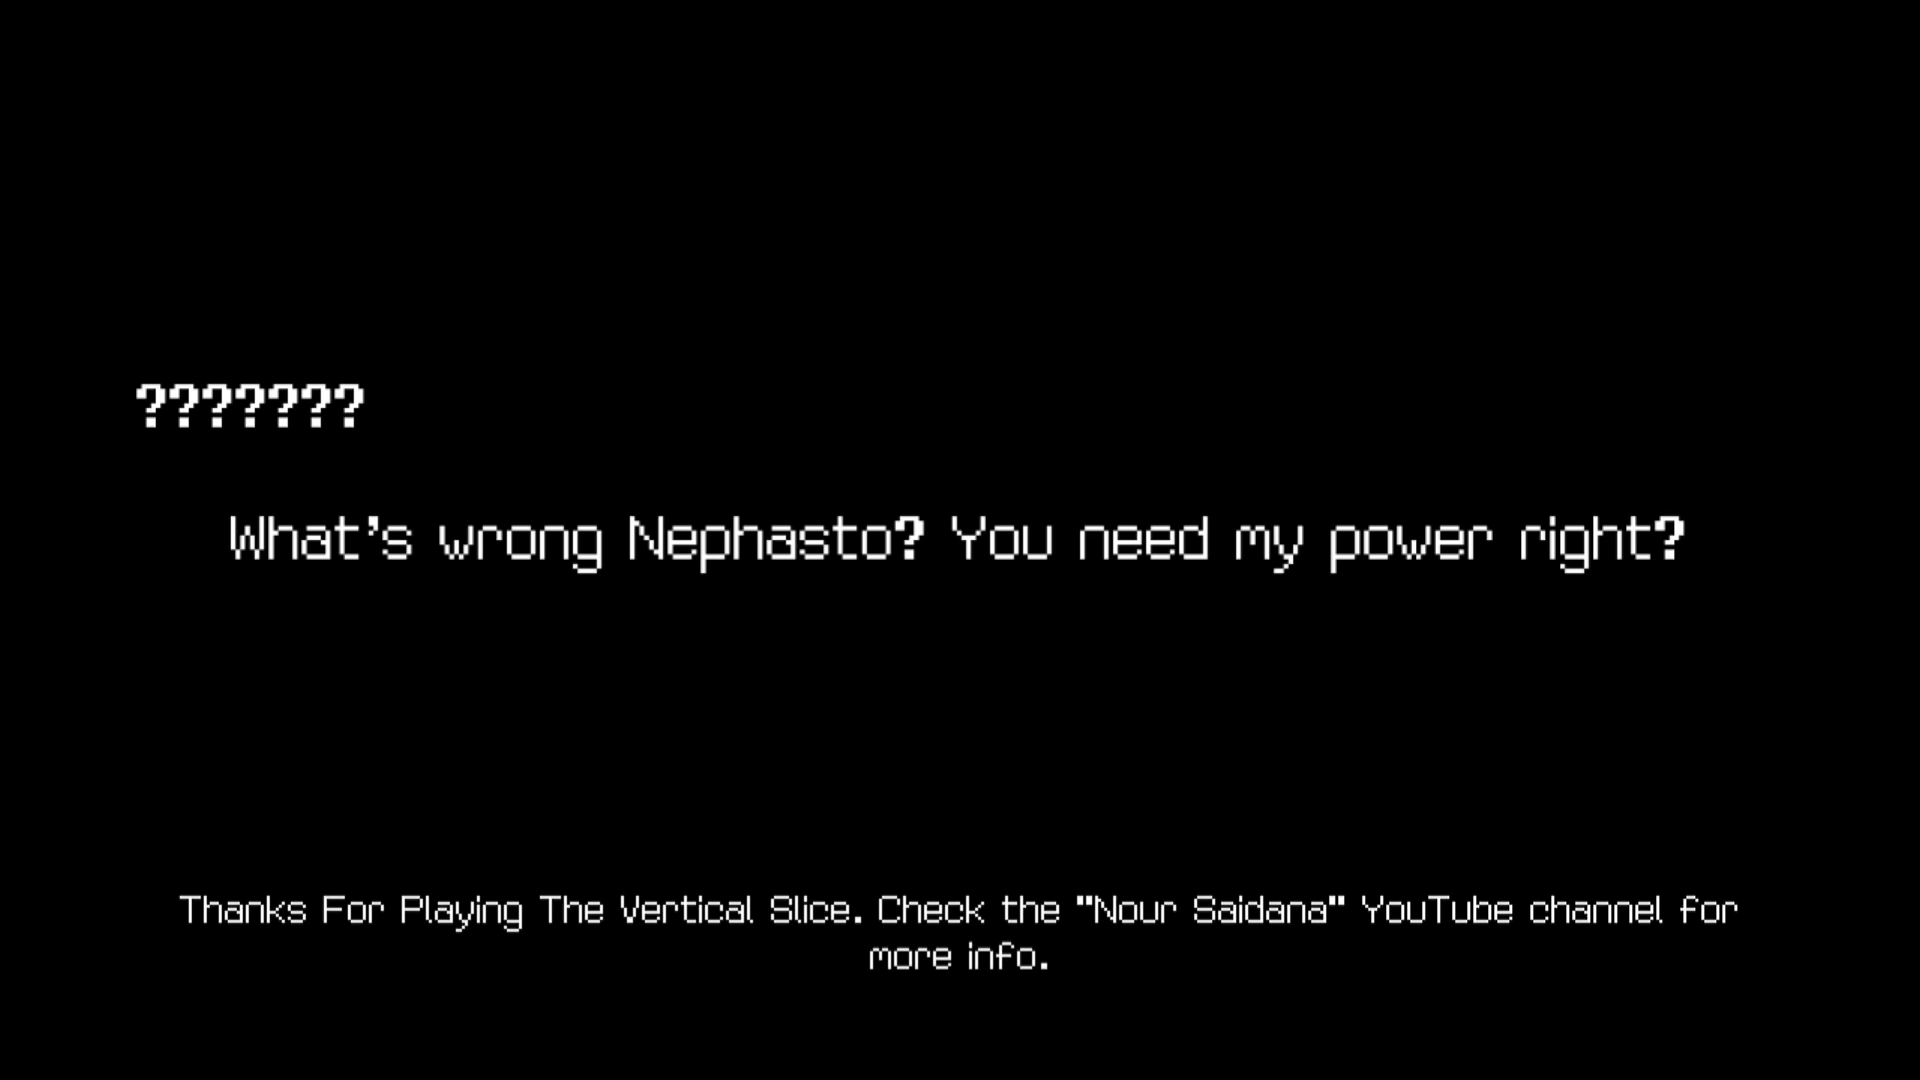 ???????
What's wrong Nephasto? You need my power right?
Thanks For Playing The Vertical Slice. Check the "Nour Saidana" YouTube channel for
more info.